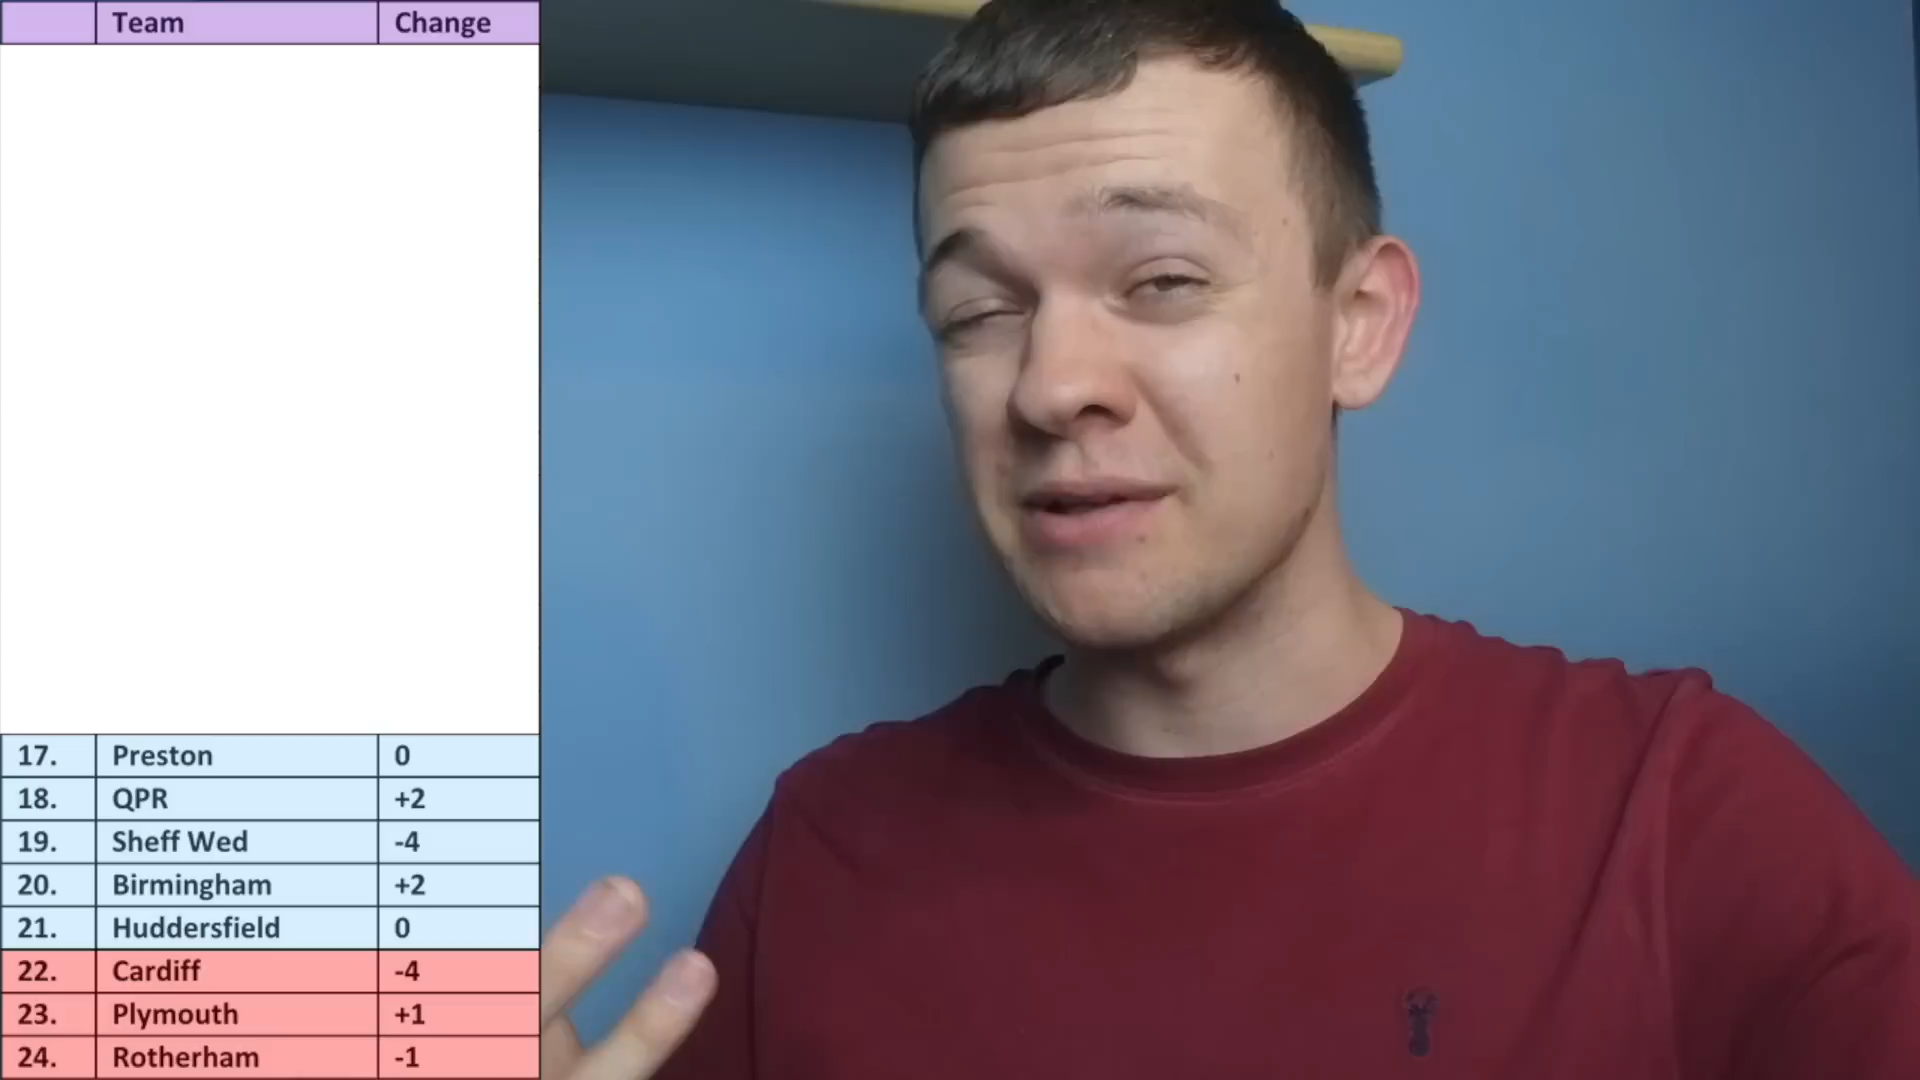 Team Change
17. Preston 0
18. QPR +2
19. Sheff Wed -4
20. Birmingham +2
21. Huddersfield 0
22. Cardiff -4
23. Plymouth +1
24. Rotherham -1